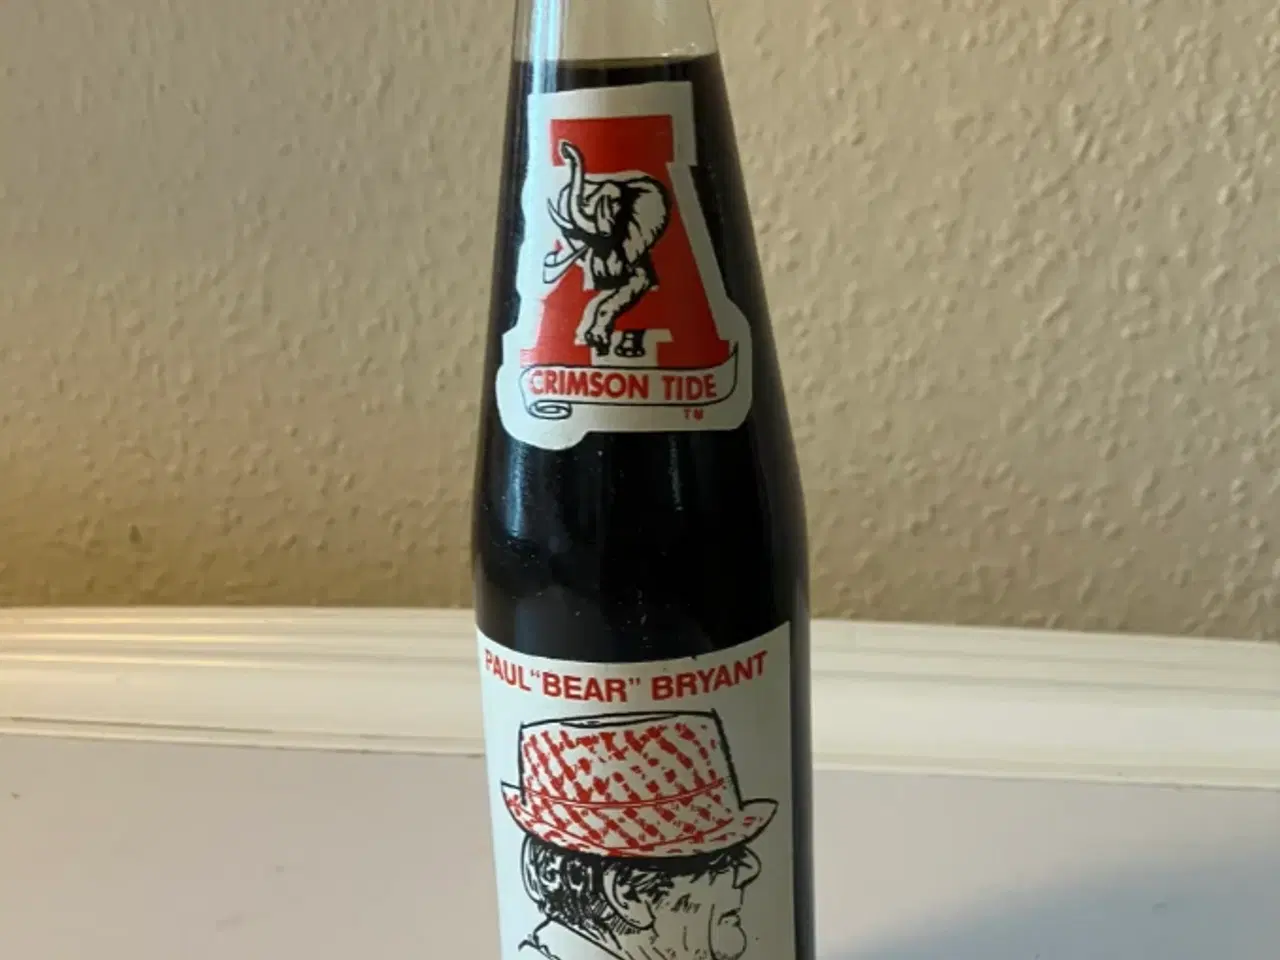 A
CRIMSON TIDE
TM
PAUL "BEAR" BRYANT